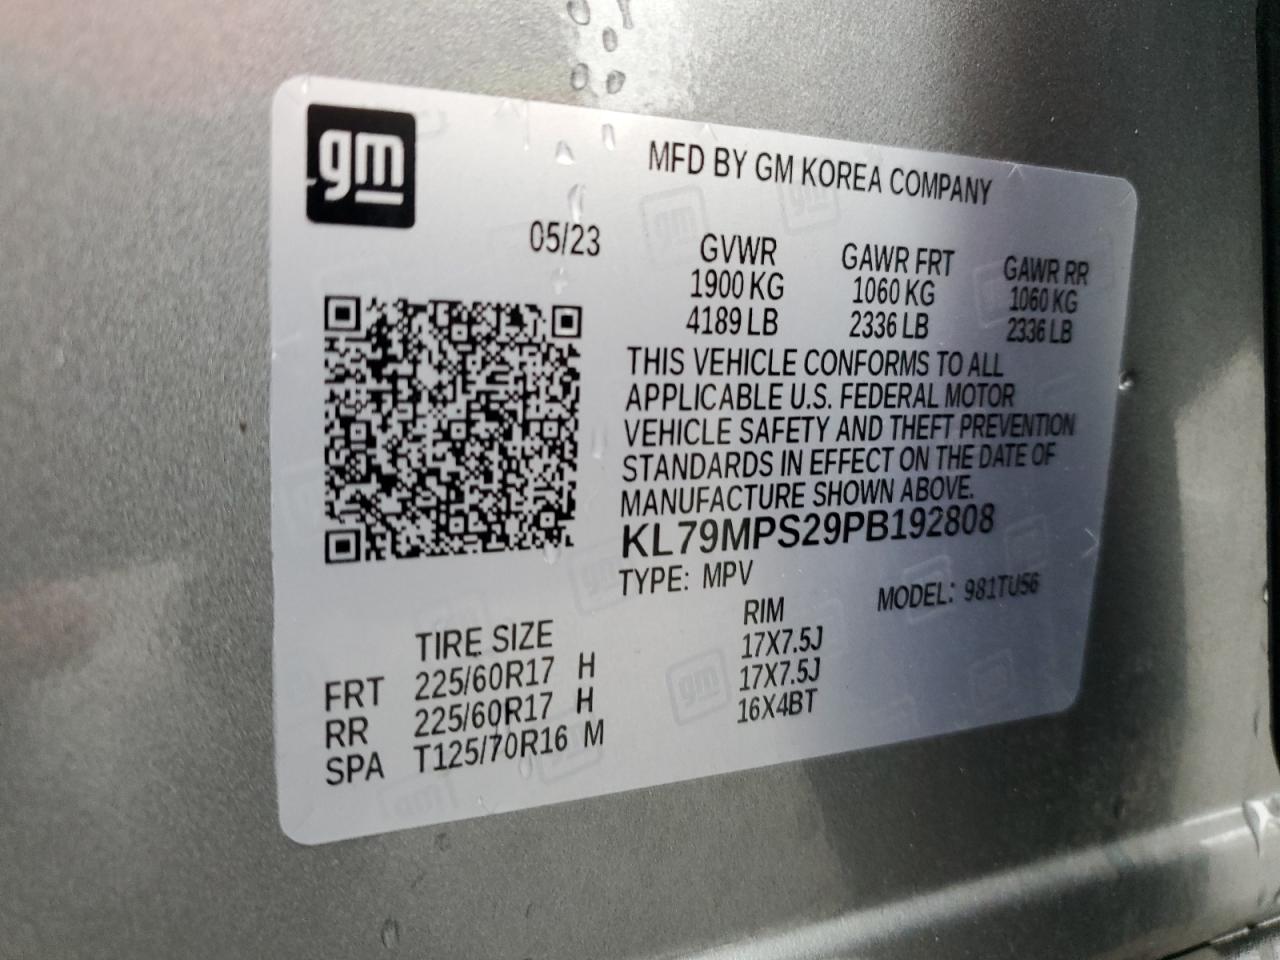 gm
MFD BY GM KOREA COMPANY
05/23
GVWR GAWR FRT GAWR RR
1900 KG 1060 KG 1060 KG
4189 LB 2336 LB 2336 LB
THIS VEHICLE CONFORMS TO ALL
APPLICABLE U.S. FEDERAL MOTOR
VEHICLE SAFETY AND THEFT PREVENTION
STANDARDS IN EFFECT ON THE DATE OF
MANUFACTURE SHOWN ABOVE.
KL79MPS29PB192808
TYPE: MPV MODEL: 981TU56
TIRE SIZE RIM
FRT 225/60R17 H 17X7.5J
RR 225/60R17 H 17X7.5J
SPA T125/70R16 M 16X4BT